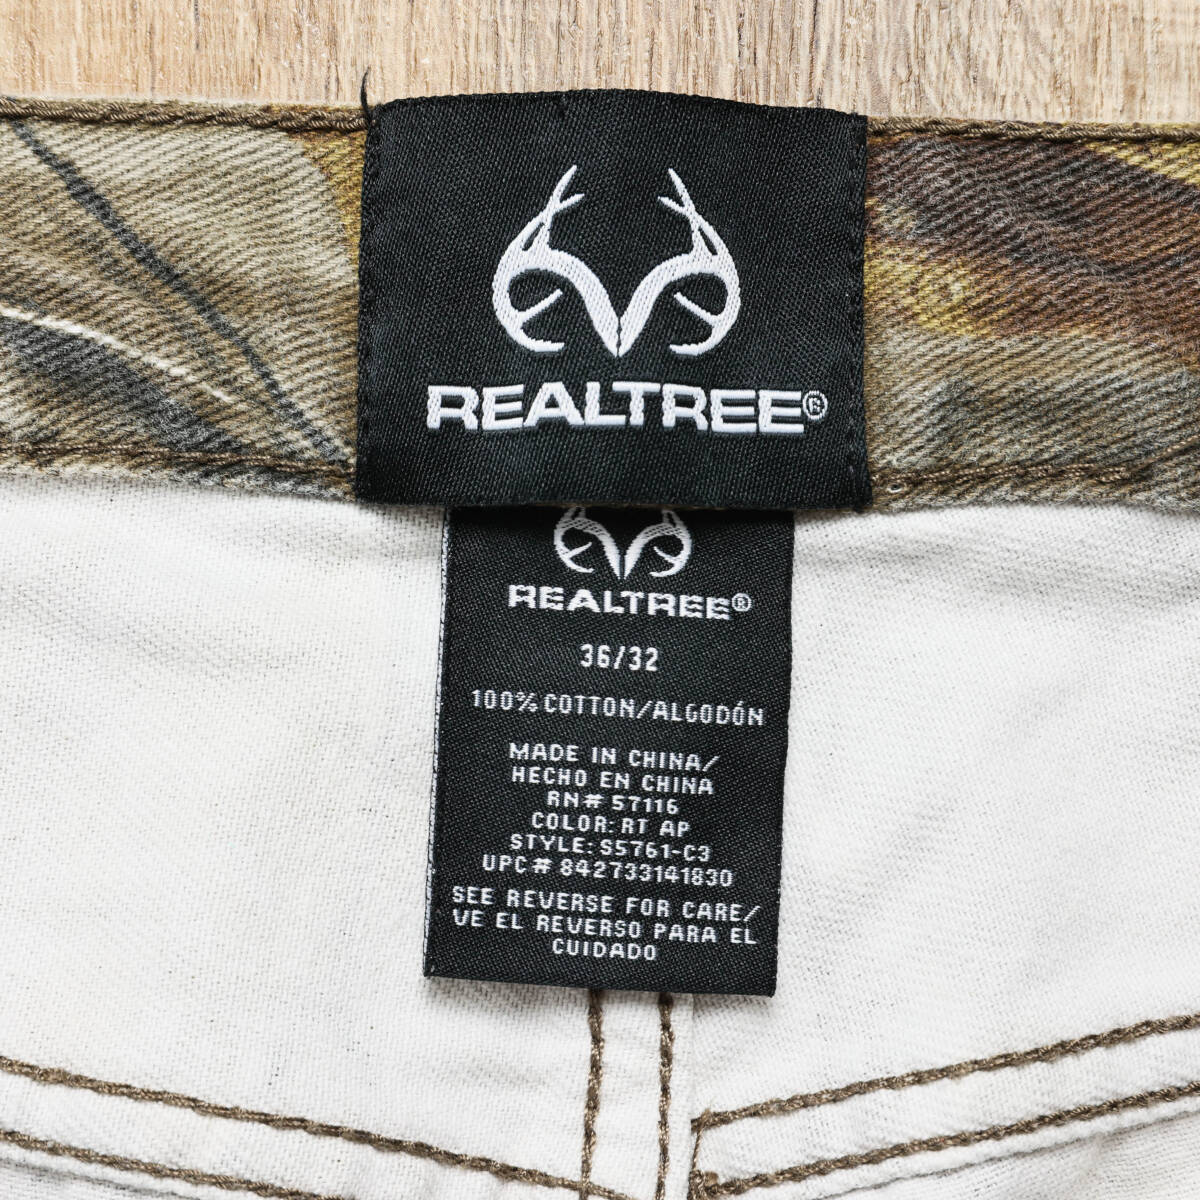 REALTREE®
REALTREE®
36/32
100% COTTON/ALGODÓN
MADE IN CHINA/
HECHO EN CHINA
RN# 57116
COLOR: RT AP
STYLE: S5761-C3
UPC# 842733141830
SEE REVERSE FOR CARE/
VE EL REVERSO PARA EL
CUIDADO